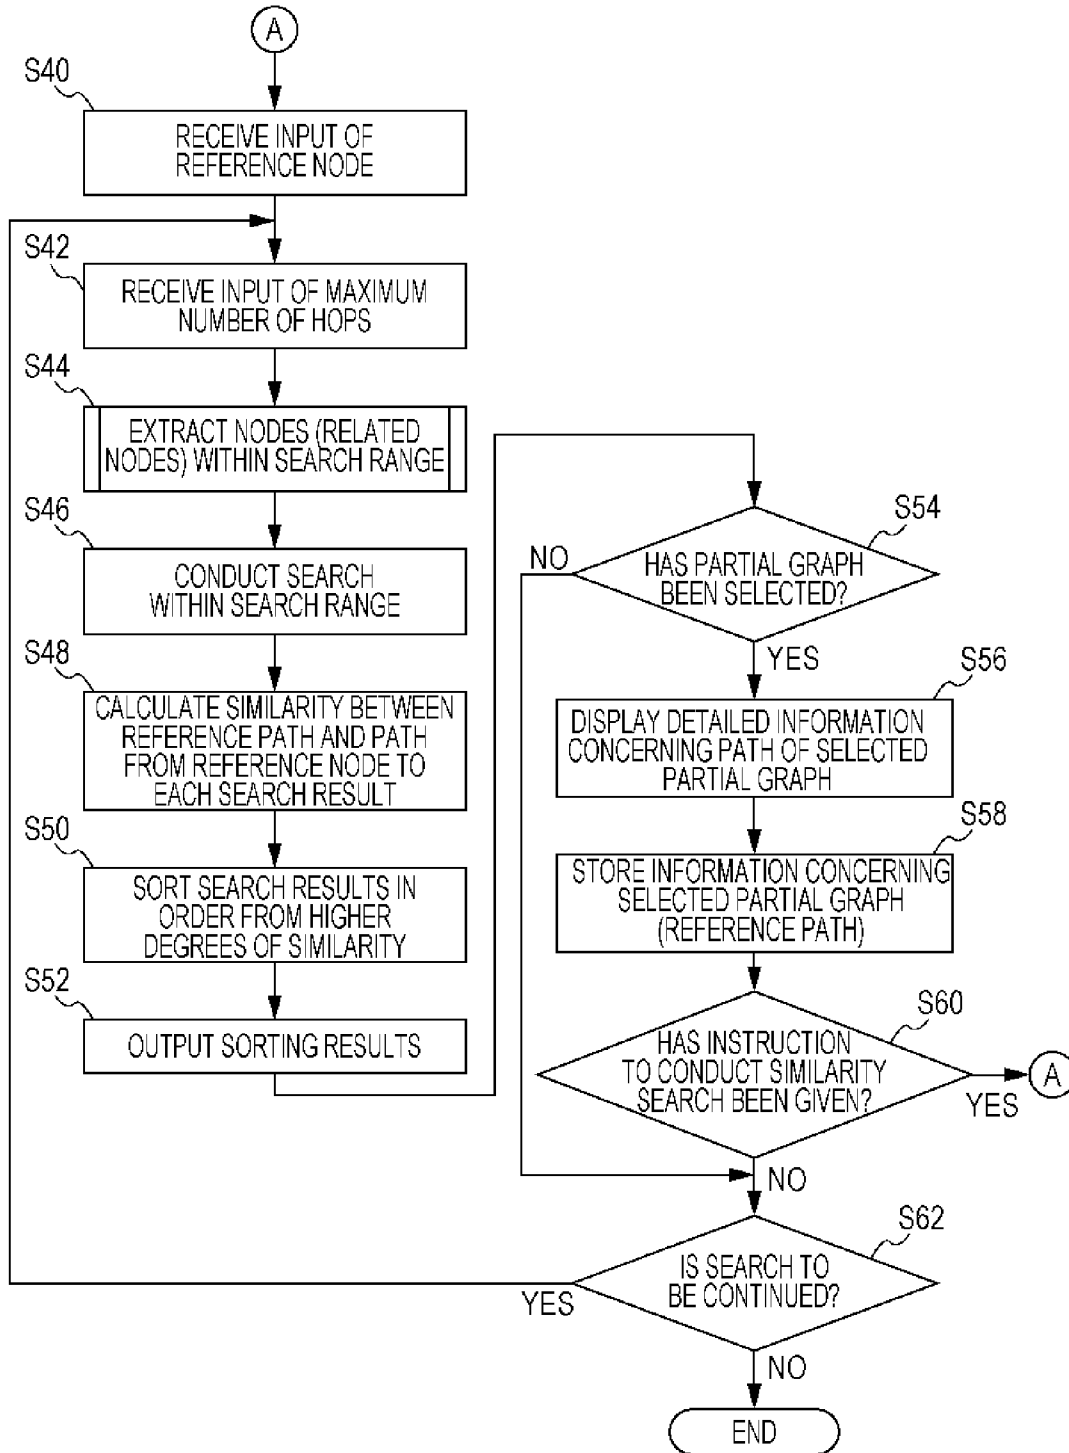 A
S40
RECEIVE INPUT OF
REFERENCE NODE
S42
RECEIVE INPUT OF MAXIMUM
NUMBER OF HOPS
S44
EXTRACT NODES (RELATED
NODES) WITHIN SEARCH RANGE
S46
CONDUCT SEARCH
WITHIN SEARCH RANGE
S48
CALCULATE SIMILARITY BETWEEN
REFERENCE PATH AND PATH
FROM REFERENCE NODE TO
EACH SEARCH RESULT
S50
SORT SEARCH RESULTS IN
ORDER FROM HIGHER
DEGREES OF SIMILARITY
S52
OUTPUT SORTING RESULTS
S54
NO
HAS PARTIAL GRAPH
BEEN SELECTED?
YES
S56
DISPLAY DETAILED INFORMATION
CONCERNING PATH OF SELECTED
PARTIAL GRAPH
S58
STORE INFORMATION CONCERNING
SELECTED PARTIAL GRAPH
(REFERENCE PATH)
S60
HAS INSTRUCTION
TO CONDUCT SIMILARITY
SEARCH BEEN GIVEN?
A
YES
NO
S62
IS SEARCH TO
BE CONTINUED?
YES
NO
END